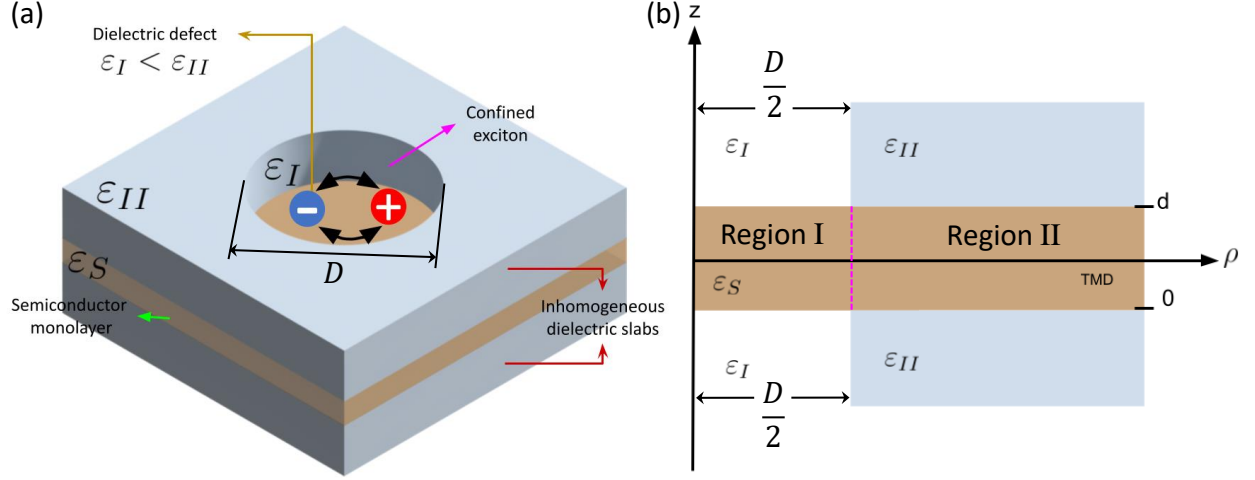 (a)
Dielectric defect
εI < εII
Confined
exciton
εII
εI
−
+
εS
D
Semiconductor
monolayer
Inhomogeneous
dielectric slabs
(b)
z
D
2
εI
εII
d
Region I
Region II
ρ
εS
TMD
0
εI
εII
D
2